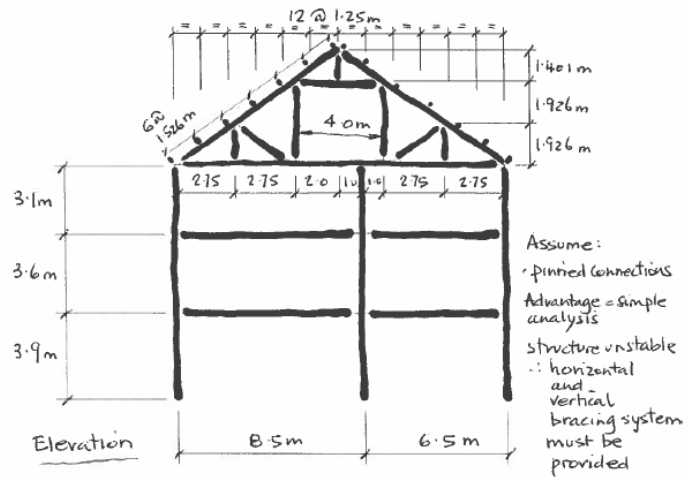 12 @ 1.25m
= = = = = = = = = = = =
6@
1.526m
1.401m
1.926m
1.926m
4.0m
2.75 2.75 2.0 1.0 1.0 2.75 2.75
3.1m
3.6m
3.9m
Assume:
· pinned connections
Advantage = simple
analysis
structure unstable
∴ horizontal
and
vertical
bracing system
must be
provided
8.5m 6.5m
Elevation